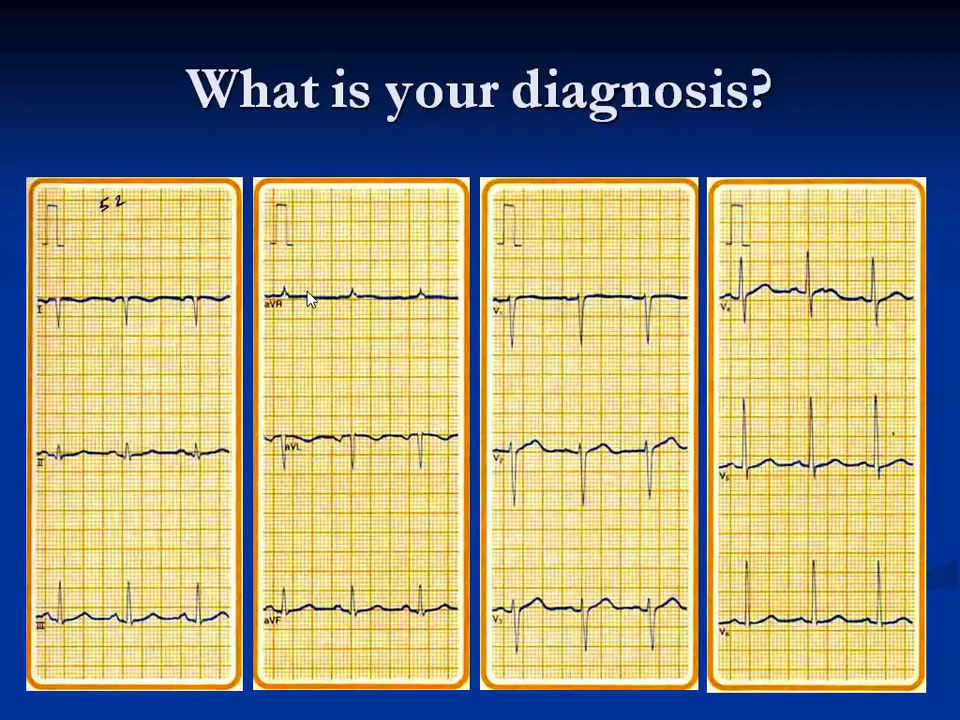 What is your diagnosis?
52
I
II
III
aVR
aVL
aVF
V₁
V₂
V₃
V₄
V₅
V₆